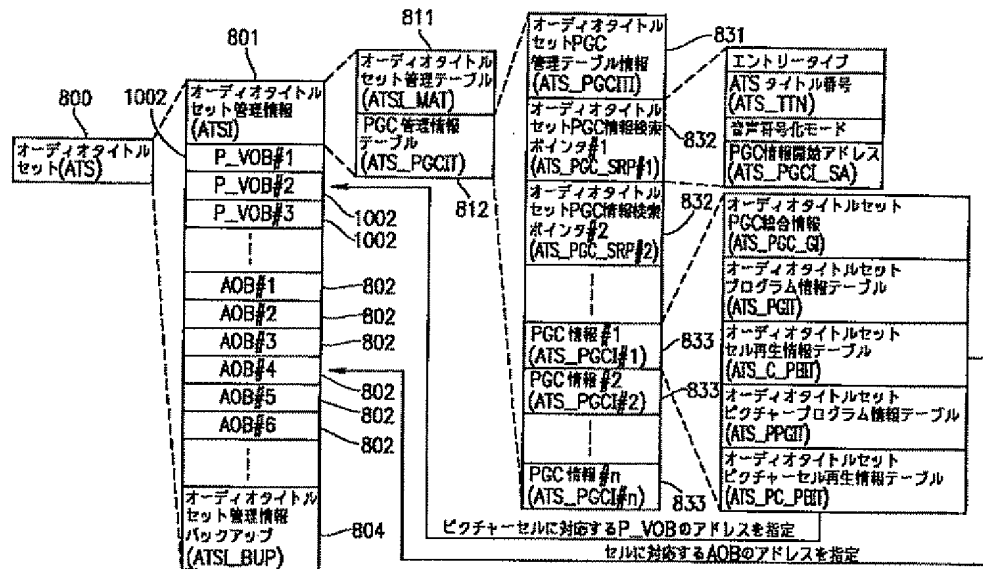 800
オーディオタイトル
セット(ATS)
801
1002
オーディオタイトル
セット管理情報
(ATSI)
P_VOB#1
P_VOB#2
P_VOB#3
1002
1002
AOB#1
802
AOB#2
802
AOB#3
802
AOB#4
802
AOB#5
802
AOB#6
802
オーディオタイトル
セット管理情報
バックアップ
(ATSI_BUP)
804
811
オーディオタイトル
セット管理テーブル
(ATSI_MAT)
PGC管理情報
テーブル
(ATS_PGCIT)
812
オーディオタイトル
セットPGC
管理テーブル情報
(ATS_PGCITI)
831
オーディオタイトル
セットPGC情報検索
ポインタ#1
(ATS_PGC_SRP#1)
832
オーディオタイトル
セットPGC情報検索
ポインタ#2
(ATS_PGC_SRP#2)
832
PGC情報#1
(ATS_PGCI#1)
833
PGC情報#2
(ATS_PGCI#2)
833
PGC情報#n
(ATS_PGCI#n)
833
エントリータイプ
ATSタイトル番号
(ATS_TTN)
音声符号化モード
PGC情報開始アドレス
(ATS_PGCI_SA)
オーディオタイトルセット
PGC総合情報
(ATS_PGC_GI)
オーディオタイトルセット
プログラム情報テーブル
(ATS_PGIT)
オーディオタイトルセット
セル再生情報テーブル
(ATS_C_PBIT)
オーディオタイトルセット
ピクチャープログラム情報テーブル
(ATS_PPGIT)
オーディオタイトルセット
ピクチャーセル再生情報テーブル
(ATS_PC_PBIT)
ピクチャーセルに対応するP_VOBのアドレスを指定
セルに対応するAOBのアドレスを指定